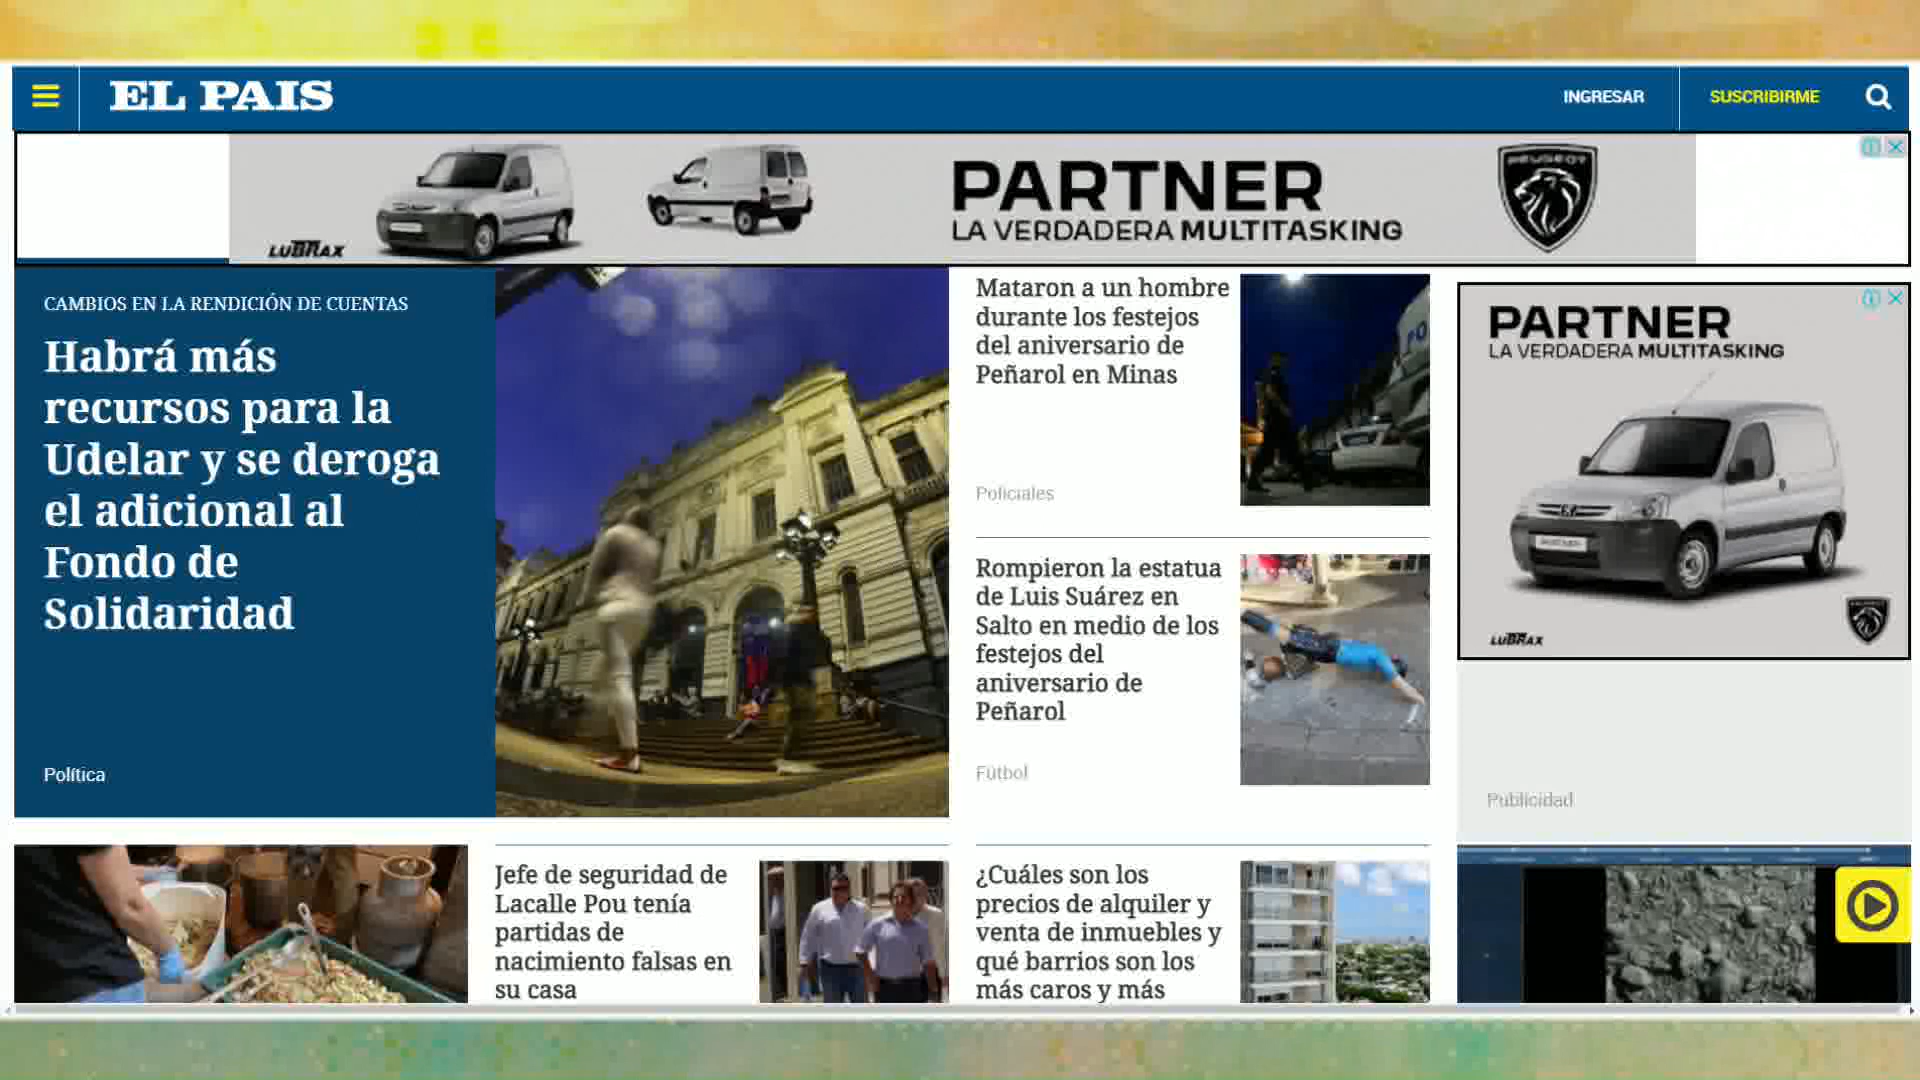 EL PAIS
INGRESAR
SUSCRIBIRME
LUBRAX
PARTNER
LA VERDADERA MULTITASKING
PEUGEOT
CAMBIOS EN LA RENDICIÓN DE CUENTAS
Habrá más
recursos para la
Udelar y se deroga
el adicional al
Fondo de
Solidaridad
Política
Mataron a un hombre
durante los festejos
del aniversario de
Peñarol en Minas
Policiales
PO
Rompieron la estatua
de Luis Suárez en
Salto en medio de los
festejos del
aniversario de
Peñarol
Fútbol
PARTNER
LA VERDADERA MULTITASKING
PARTNER
LUBRAX
PEUGEOT
Publicidad
Jefe de seguridad de
Lacalle Pou tenía
partidas de
nacimiento falsas en
su casa
¿Cuáles son los
precios de alquiler y
venta de inmuebles y
qué barrios son los
más caros y más